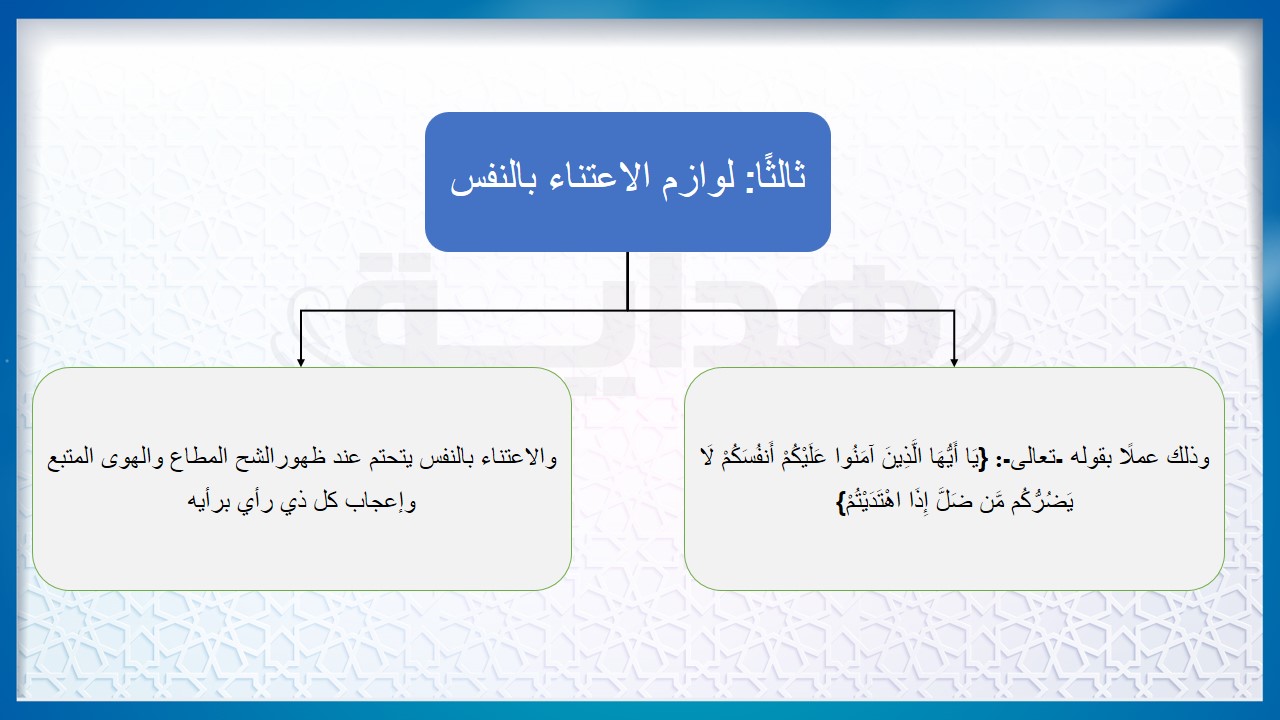 ثالثًا: لوازم الاعتناء بالنفس
هداية
وذلك عملًا بقوله -تعالى-: {يَا أَيُّهَا الَّذِينَ آمَنُوا عَلَيْكُمْ أَنفُسَكُمْ لَا
يَضُرُّكُم مَّن ضَلَّ إِذَا اهْتَدَيْتُمْ}
والاعتناء بالنفس يتحتم عند ظهورالشح المطاع والهوى المتبع
وإعجاب كل ذي رأي برأيه